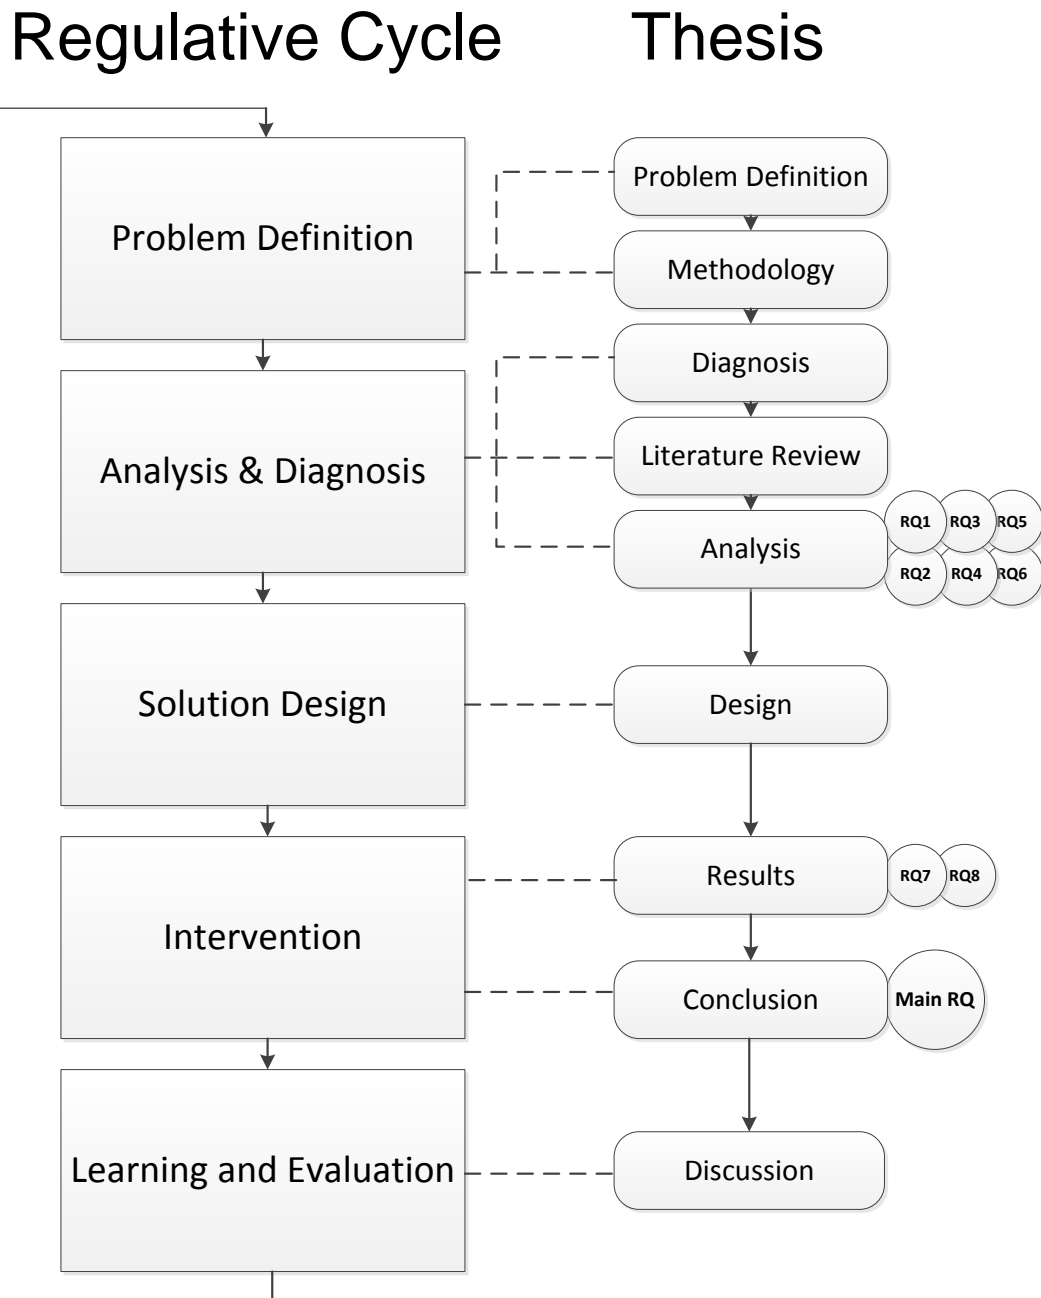 Regulative Cycle
Thesis
Problem Definition
Analysis & Diagnosis
Solution Design
Intervention
Learning and Evaluation
Problem Definition
Methodology
Diagnosis
Literature Review
Analysis
RQ1 RQ3 RQ5
RQ2 RQ4 RQ6
Design
Results
RQ7 RQ8
Conclusion
Main RQ
Discussion